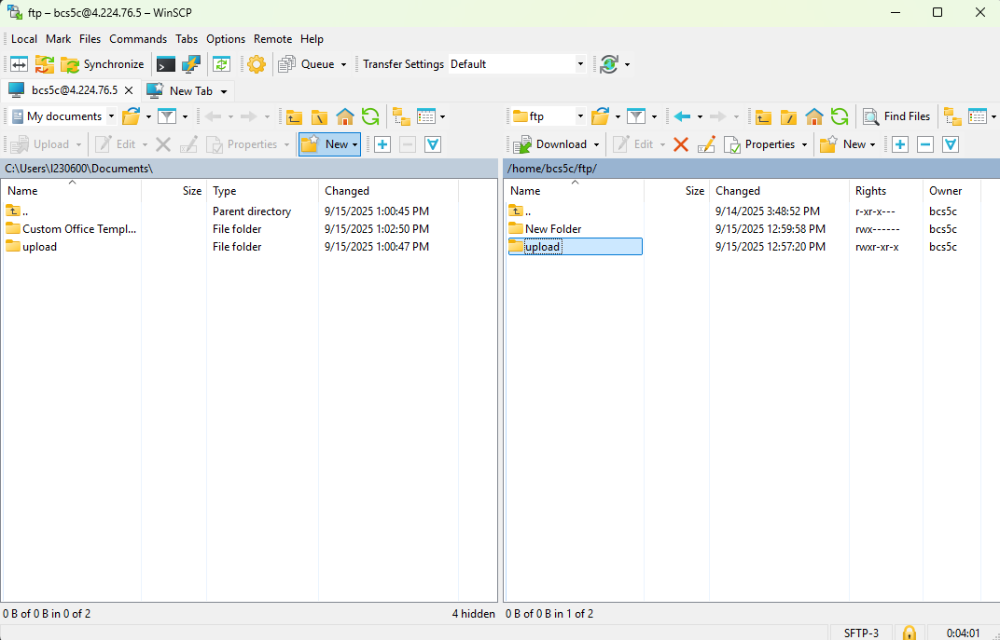 ftp – bcs5c@4.224.76.5 – WinSCP
Local Mark Files Commands Tabs Options Remote Help
Synchronize Queue Transfer Settings Default
bcs5c@4.224.76.5 New Tab
My documents ftp Find Files
Upload Edit Properties New Download Edit Properties New
C:\Users\I230600\Documents\ /home/bcs5c/ftp/
Name Size Type Changed Name Size Changed Rights Owner
.. Parent directory 9/15/2025 1:00:45 PM .. 9/14/2025 3:48:52 PM r-xr-x--- bcs5c
Custom Office Templ... File folder 9/15/2025 1:02:50 PM New Folder 9/15/2025 12:59:58 PM rwx------ bcs5c
upload File folder 9/15/2025 1:00:47 PM upload 9/15/2025 12:57:20 PM rwxr-xr-x bcs5c
0 B of 0 B in 0 of 2 4 hidden 0 B of 0 B in 1 of 2
SFTP-3 0:04:01